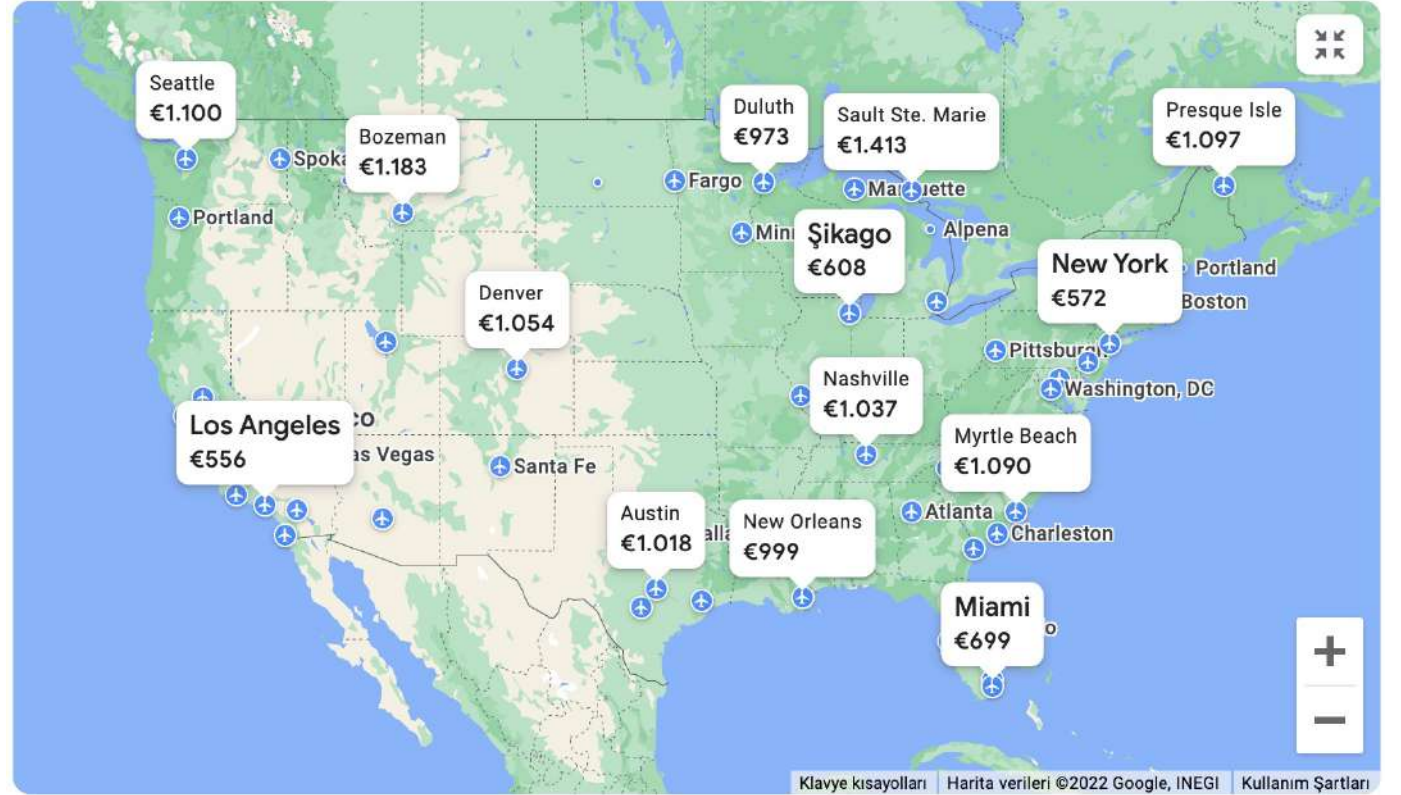 Seattle
€1.100
Bozeman
€1.183
Duluth
€973
Sault Ste. Marie
€1.413
Presque Isle
€1.097
Fargo
Portland
Alpena
Şikago
€608
New York
€572
Portland
Boston
Denver
€1.054
Pittsburgh
Washington, DC
Nashville
€1.037
Los Angeles
€556
as Vegas
Santa Fe
Myrtle Beach
€1.090
Atlanta
Charleston
Austin
€1.018
New Orleans
€999
Miami
€699
Klavye kısayolları
Harita verileri ©2022 Google, INEGI
Kullanım Şartları